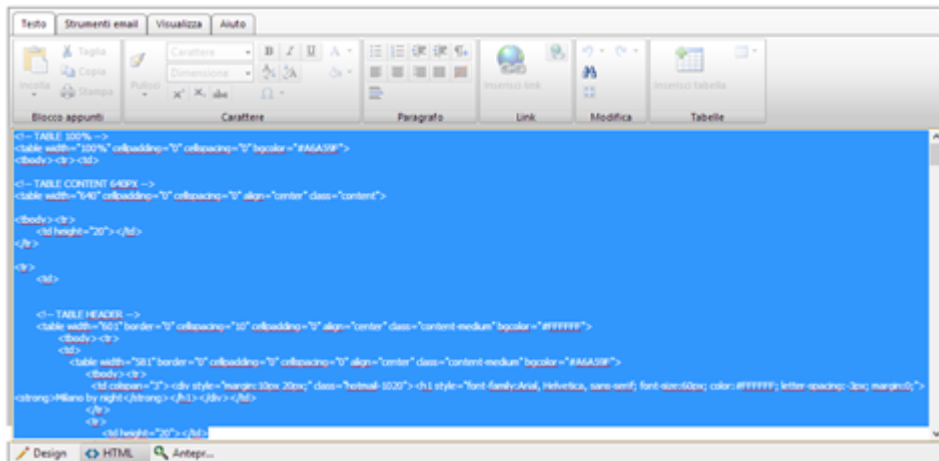 Testo Strumenti email Visualizza Aiuto
Incolla Taglia Copia Stampa Pulisci Carattere Dimensione B I U A abc Ω Inserisci link Inserisci tabella
Blocco appunti Carattere Paragrafo Link Modifica Tabelle
<!-- TABLE 100% -->
<table width="100%" cellpadding="0" cellspacing="0" bgcolor="#A6A59F">
<tbody><tr><td>
<!-- TABLE CONTENT 640PX -->
<table width="640" cellpadding="0" cellspacing="0" align="center" class="content">
<tbody><tr>
<td height="20"></td>
</tr>
<tr>
<td>
<!-- TABLE HEADER -->
<table width="601" border="0" cellspacing="10" cellpadding="0" align="center" class="content-medium" bgcolor="#FFFFFF">
<tbody><tr>
<td>
<table width="581" border="0" cellpadding="0" cellspacing="0" align="center" class="content-medium" bgcolor="#A6A59F">
<tbody><tr>
<td colspan="3"><div style="margin:10px 20px;" class="hotmail-1020"><h1 style="font-family:Arial, Helvetica, sans-serif; font-size:60px; color:#FFFFFF; letter-spacing:-3px; margin:0;">
<strong>Milano by night</strong></h1></div></td>
</tr>
<tr>
<td height="20"></td>
Design HTML Antepr...